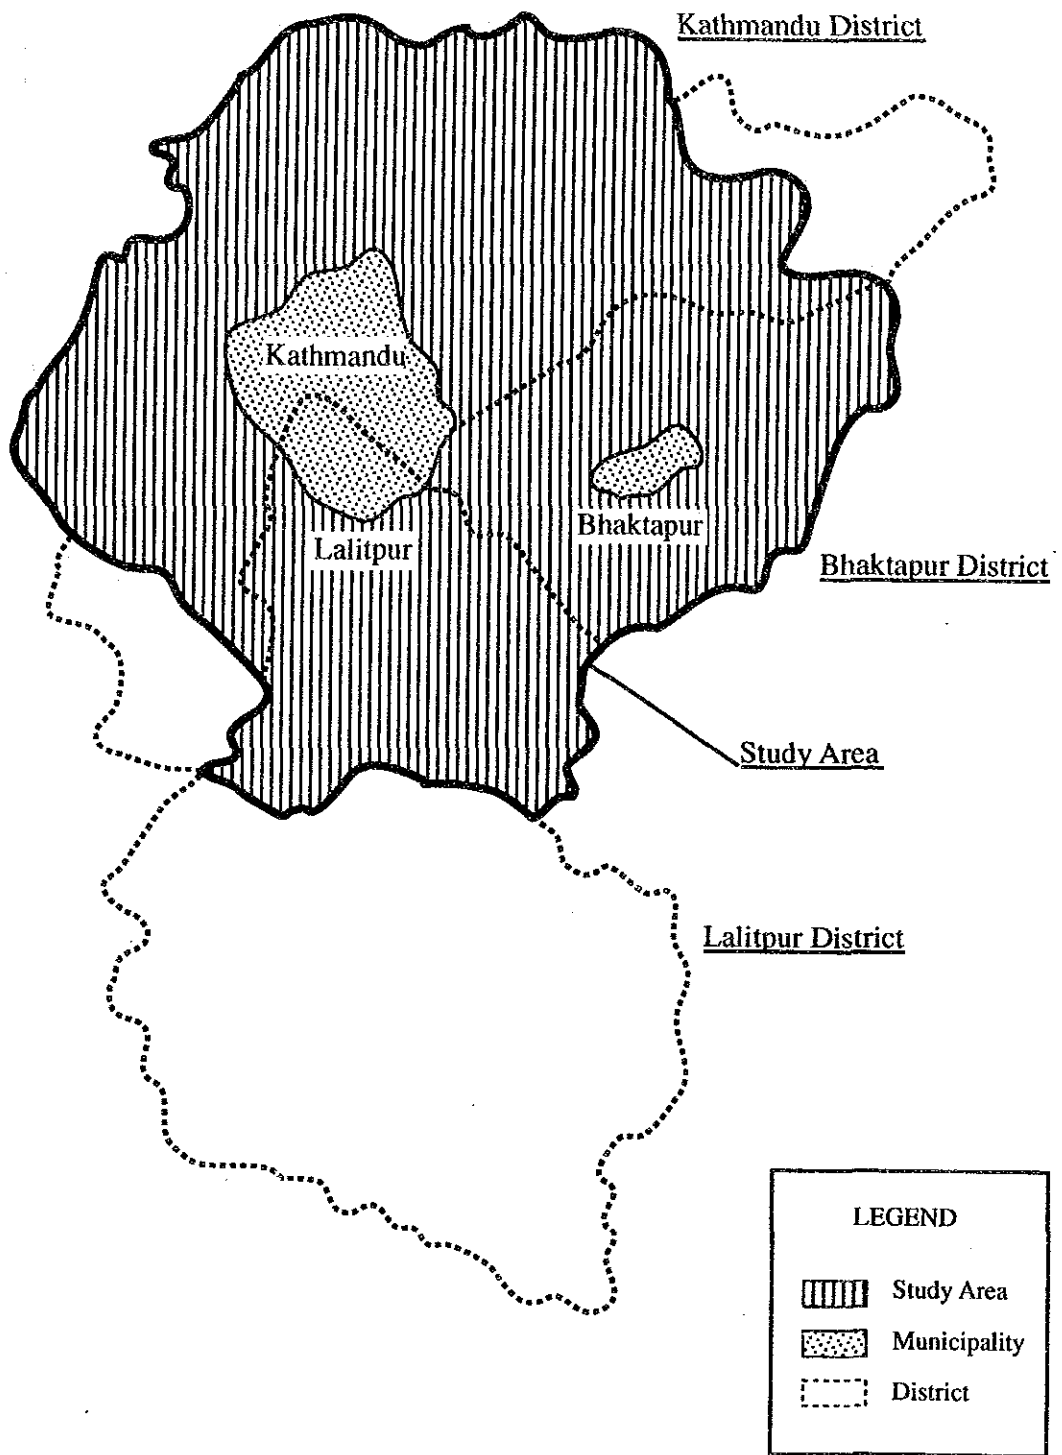 Kathmandu District
Kathmandu
Bhaktapur
Lalitpur
Bhaktapur District
Study Area
Lalitpur District
LEGEND
Study Area
Municipality
District